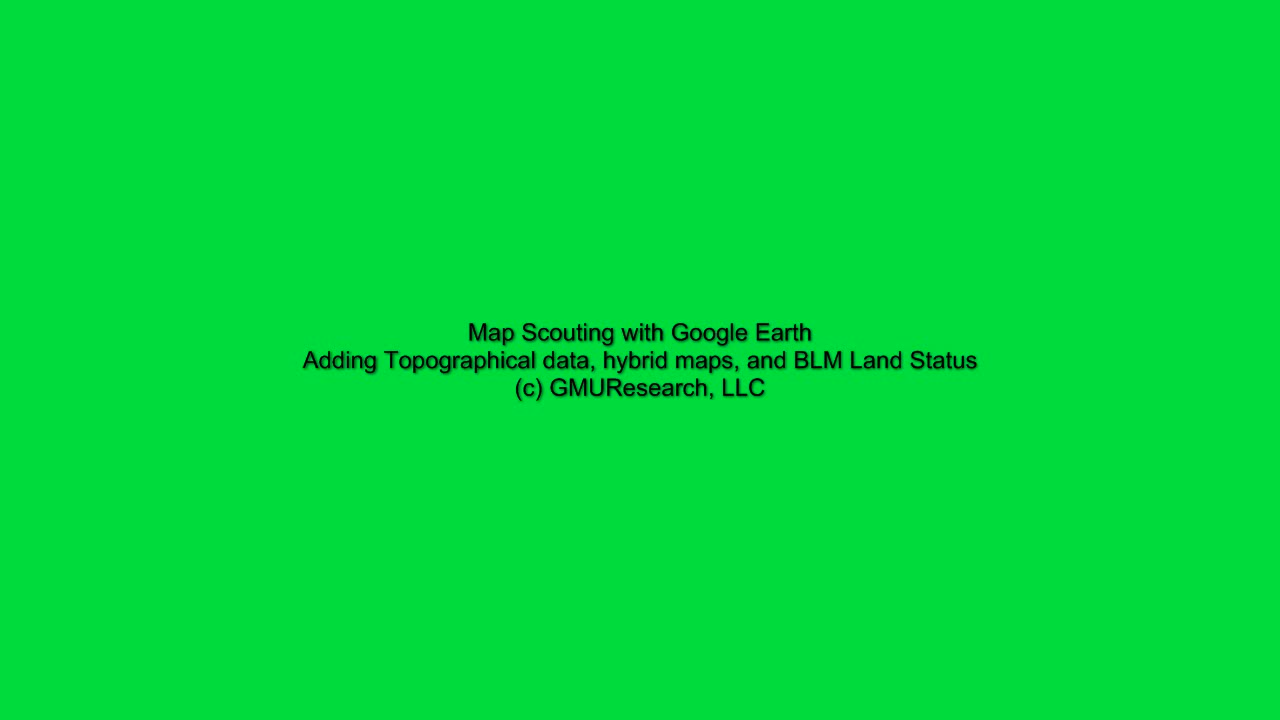 Map Scouting with Google Earth
Adding Topographical data, hybrid maps, and BLM Land Status
(c) GMUResearch, LLC